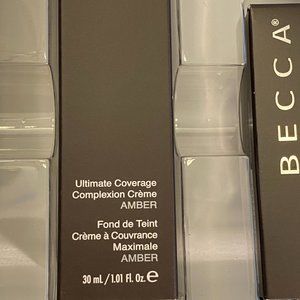 Ultimate Coverage
Complexion Crème
AMBER
Fond de Teint
Crème à Couvrance
Maximale
AMBER
30 mL / 1.01 Fl. Oz. ℮
BECCA®